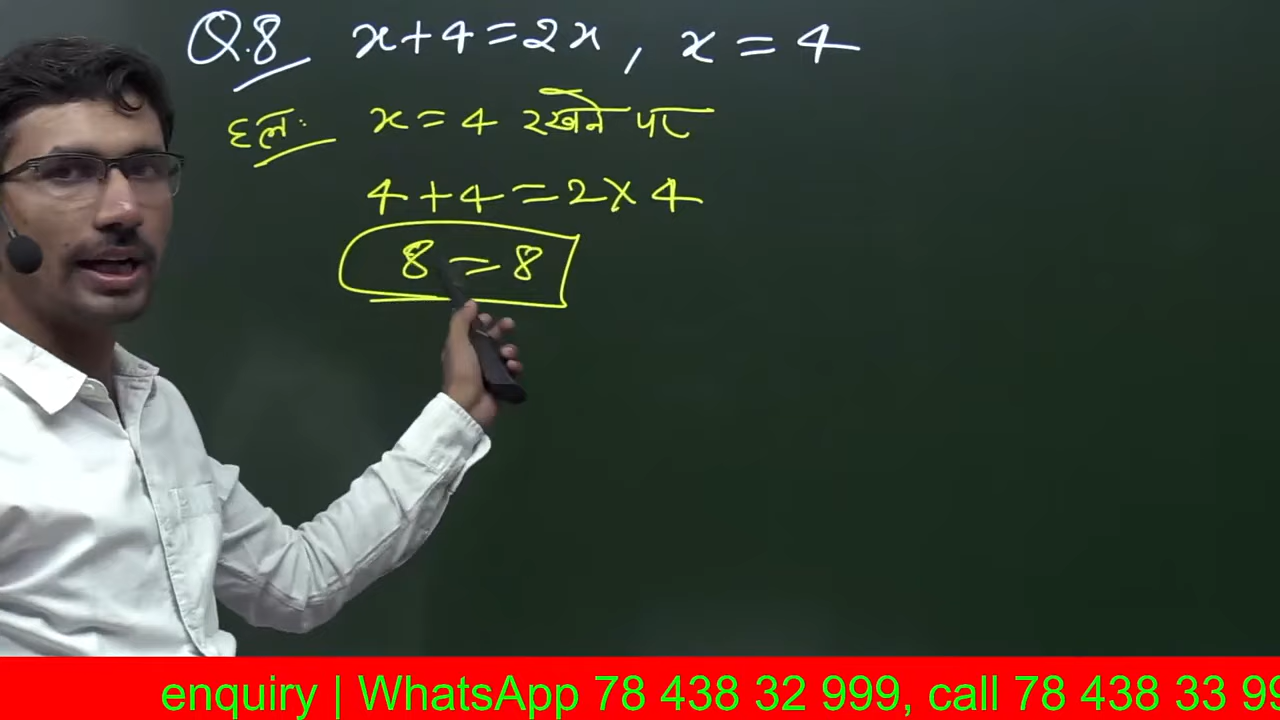 Q.8 x+4=2x, x=4
हल: x=4 रखने पर
4+4=2×4
8=8
enquiry | WhatsApp 78 438 32 999, call 78 438 33 99